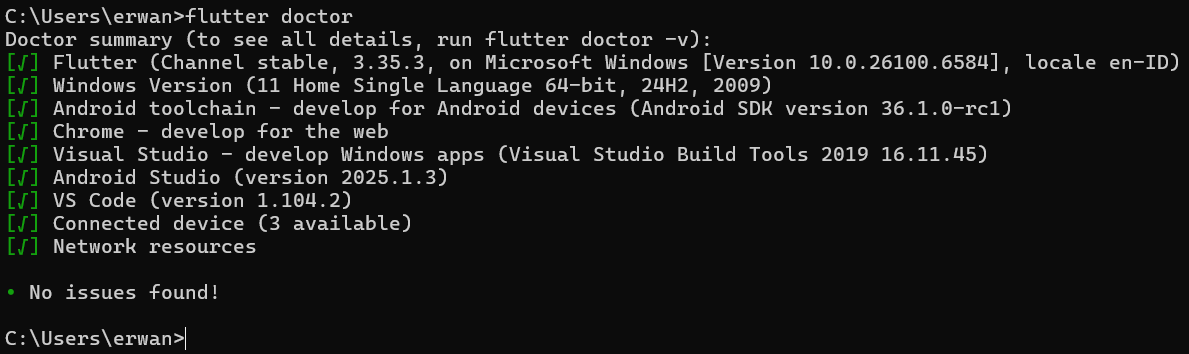 C:\Users\erwan>flutter doctor
Doctor summary (to see all details, run flutter doctor -v):
[√] Flutter (Channel stable, 3.35.3, on Microsoft Windows [Version 10.0.26100.6584], locale en-ID)
[√] Windows Version (11 Home Single Language 64-bit, 24H2, 2009)
[√] Android toolchain - develop for Android devices (Android SDK version 36.1.0-rc1)
[√] Chrome - develop for the web
[√] Visual Studio - develop Windows apps (Visual Studio Build Tools 2019 16.11.45)
[√] Android Studio (version 2025.1.3)
[√] VS Code (version 1.104.2)
[√] Connected device (3 available)
[√] Network resources
• No issues found!
C:\Users\erwan>